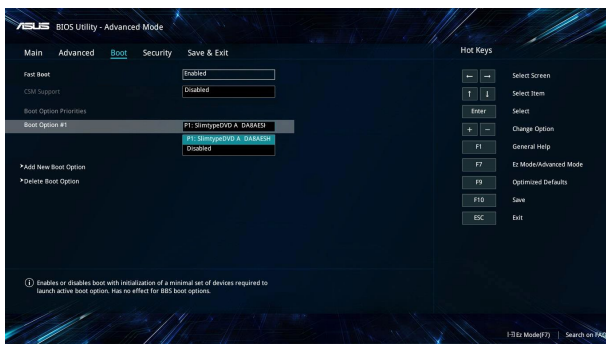 ASUS BIOS Utility - Advanced Mode
Main Advanced Boot Security Save & Exit
Hot Keys
Fast Boot Enabled
CSM Support Disabled
Boot Option Priorities
Boot Option #1 P1: SlimtypeDVD A DA8AESI
P1: SlimtypeDVD A DA8AESH
Disabled
Add New Boot Option
Delete Boot Option
← → Select Screen
↑ ↓ Select Item
Enter Select
+ - Change Option
F1 General Help
F7 Ez Mode/Advanced Mode
F9 Optimized Defaults
F10 Save
ESC Exit
Enables or disables boot with initialization of a minimal set of devices required to
launch active boot option. Has no effect for BBS boot options.
Ez Mode(F7) | Search on FAQ